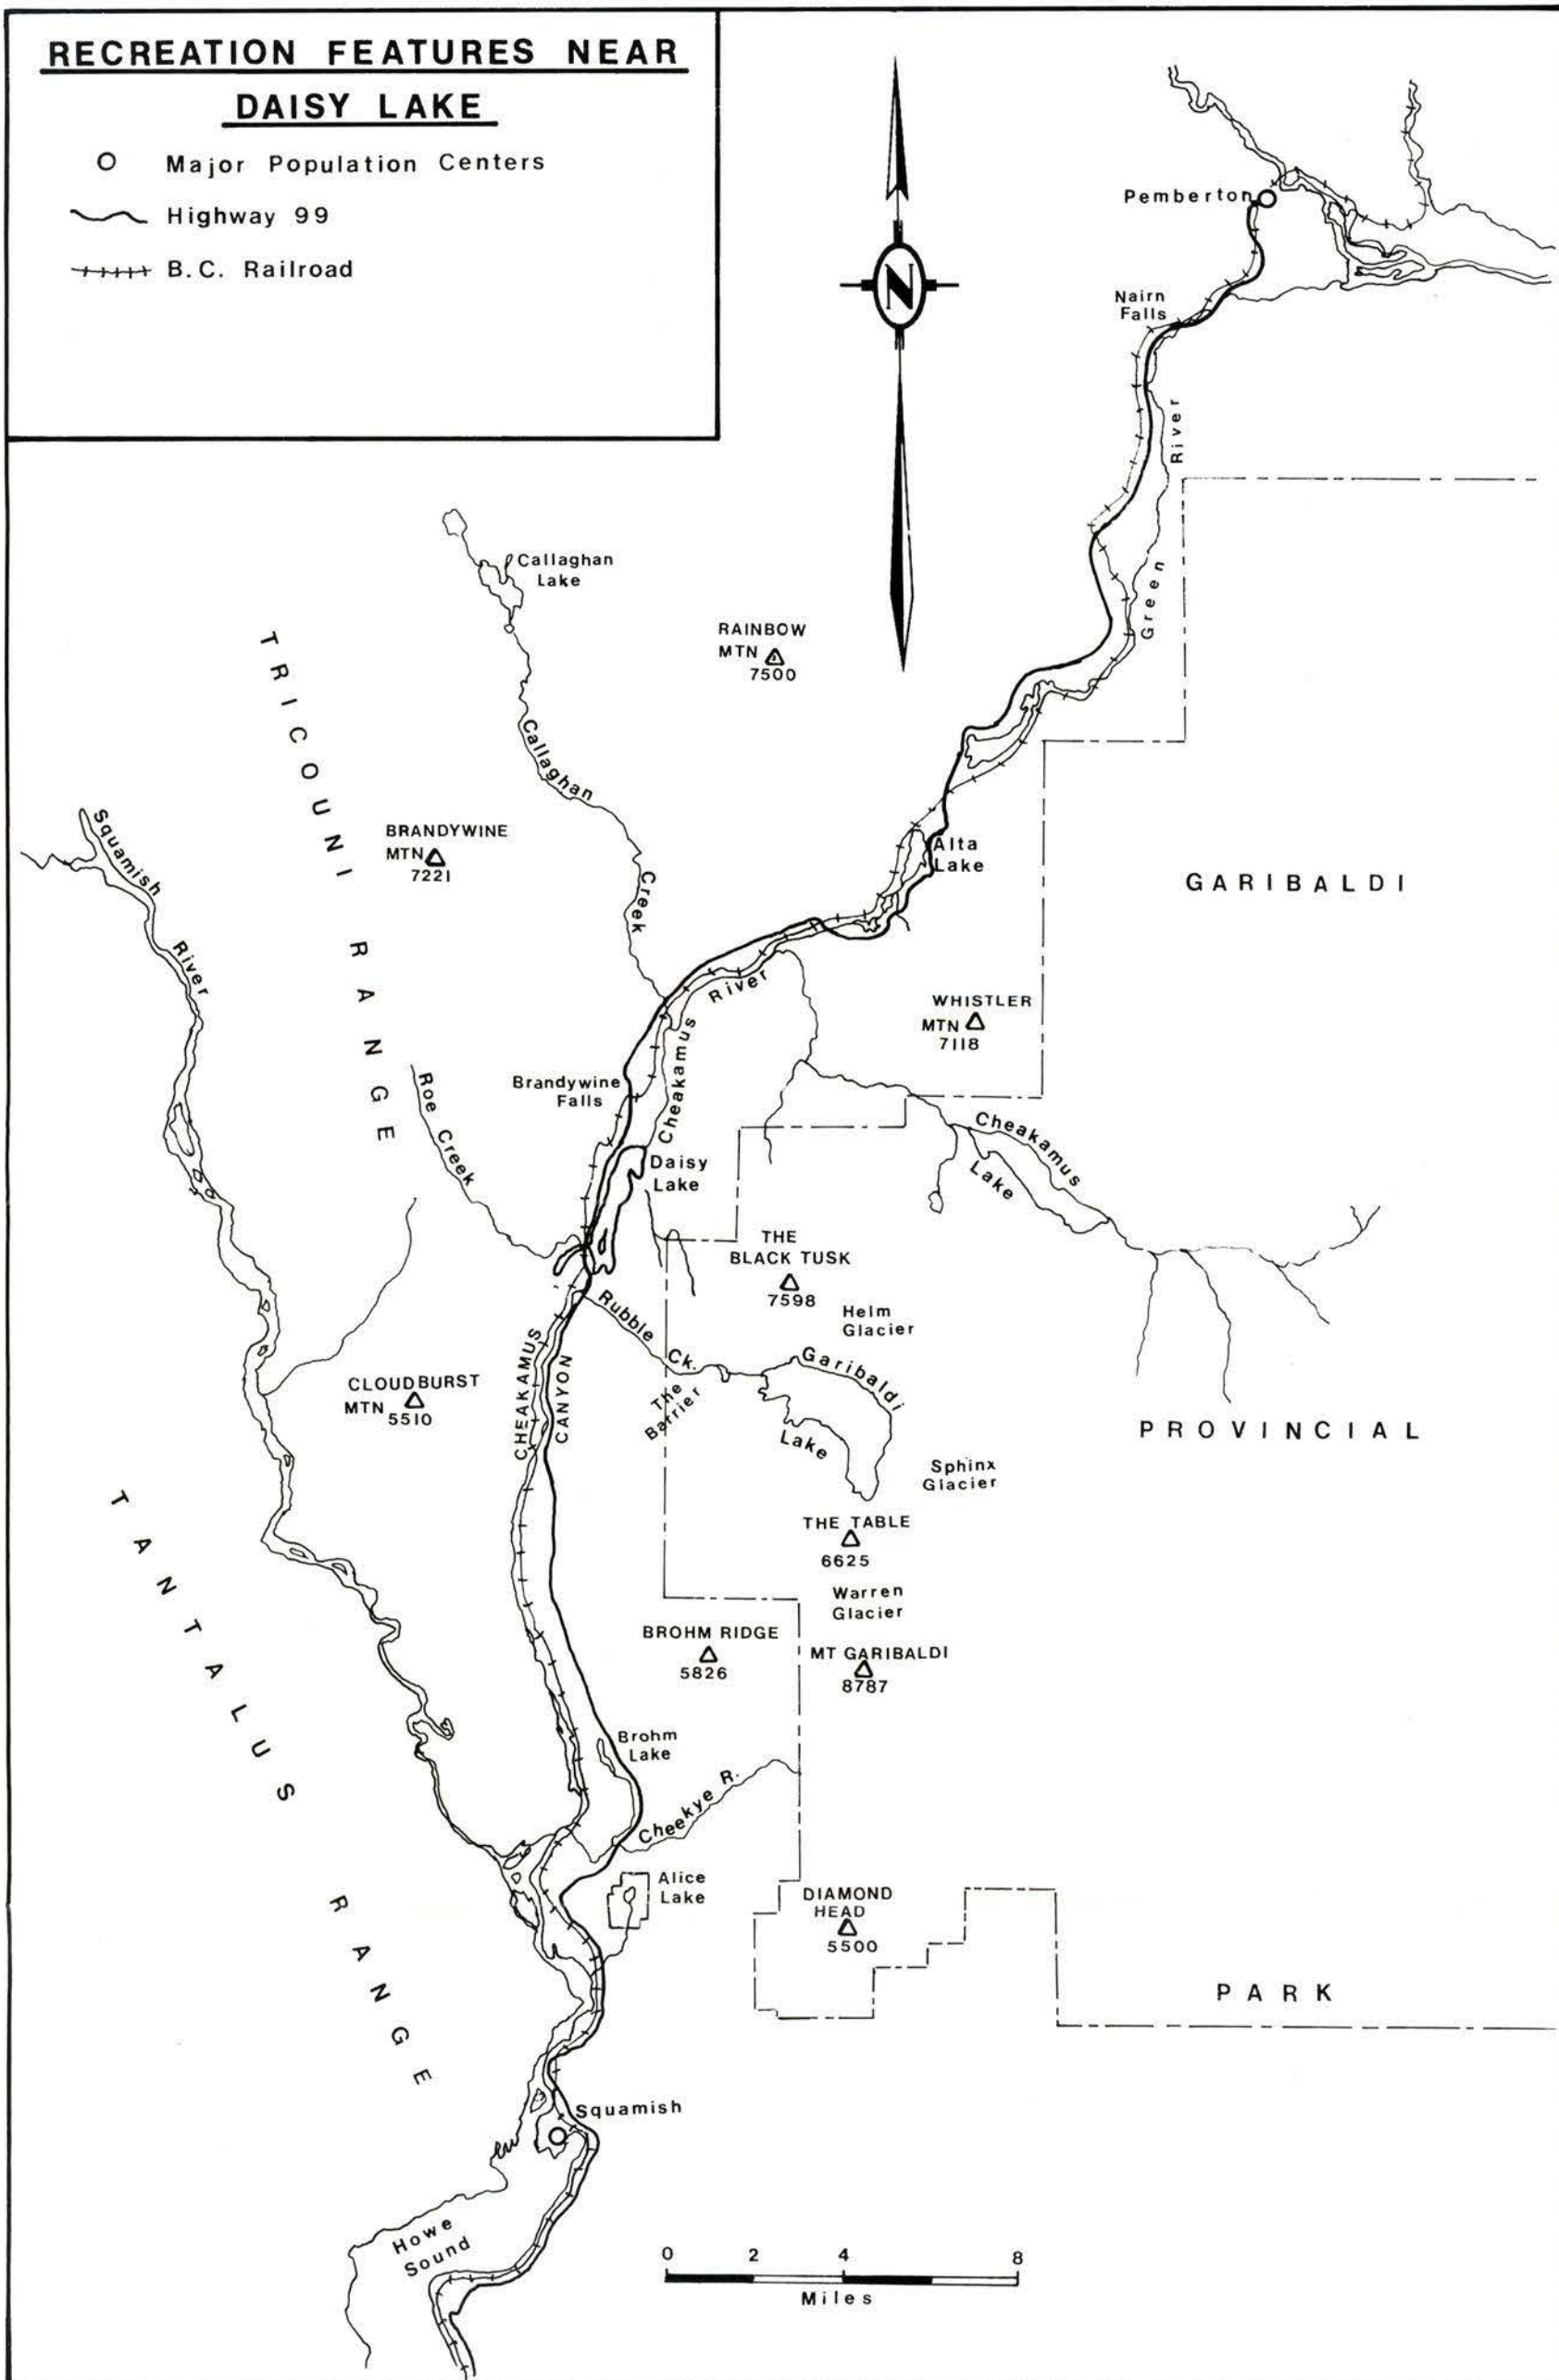 RECREATION FEATURES NEAR
DAISY LAKE
Major Population Centers
Highway 99
B.C. Railroad
N
Pemberton
Nairn
Falls
Green River
Callaghan
Lake
RAINBOW
MTN
7500
Callaghan Creek
TRICOUNI RANGE
Squamish River
BRANDYWINE
MTN
7221
Alta
Lake
GARIBALDI
WHISTLER
MTN
7118
Cheakamus River
Roe Creek
Brandywine
Falls
Cheakamus
Lake
Daisy
Lake
THE
BLACK TUSK
7598
Helm
Glacier
Rubble Ck.
CHEAKAMUS
CANYON
Garibaldi
Lake
The
Barrier
CLOUDBURST
MTN
5510
PROVINCIAL
Sphinx
Glacier
THE TABLE
6625
TANTALUS RANGE
Warren
Glacier
BROHM RIDGE
5826
MT GARIBALDI
8787
Brohm
Lake
Cheekye R.
Alice
Lake
DIAMOND
HEAD
5500
PARK
Squamish
Howe
Sound
0 2 4 8
Miles